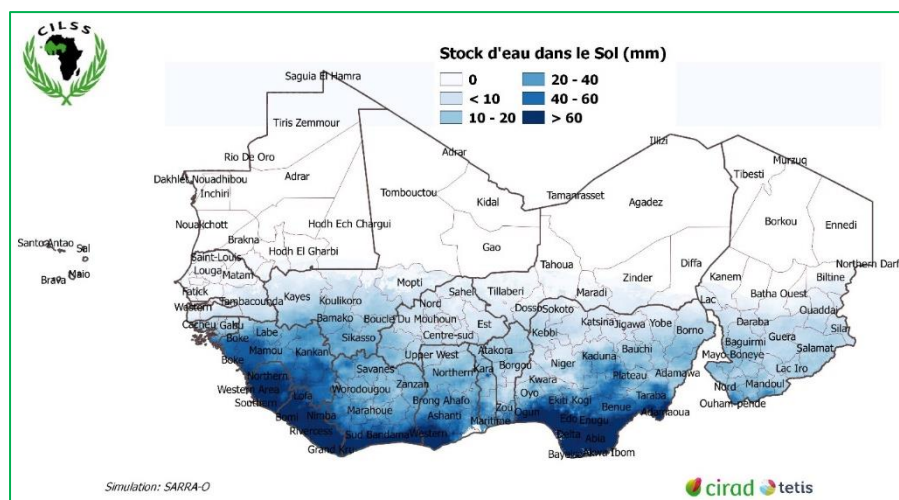 CILSS
Stock d'eau dans le Sol (mm)
0
< 10
10 - 20
20 - 40
40 - 60
> 60
Saguia El Hamra
Tiris Zemmour
Rio De Oro
Adrar
Dakhlet Nouadhibou
Inchiri
Adrar
Tombouctou
Kidal
Tamanrasset
Illizi
Agadez
Murzuq
Tibesti
Borkou
Ennedi
Nouakchott
Hodh Ech Chargui
Brakna
Hodh El Gharbi
Gao
Santo Antao
Sal
Maio
Brava
Saint-Louis
Louga
Matam
Tahoua
Zinder
Diffa
Kanem
Northern Darf
Biltine
Fatick
Western
Tambacounda
Kayes
Koulikoro
Mopti
Sahel
Tillaberi
Maradi
Lac
Batha Ouest
Ouaddai
Nord
Dosso
Sokoto
Cacheu
Gabu
Bamako
Boucle Du Mouhoun
Est
Kebbi
Katsina
Jigawa
Yobe
Borno
Daraba
Sila
Boke
Labe
Sikasso
Centre-sud
Baguirmi
Guera
Salamat
Mamou
Kankan
Upper West
Atakora
Kaduna
Bauchi
Mayo-Boneye
Boke
Savanes
Northern
Kara
Borgou
Niger
Plateau
Adamawa
Lac Iro
Northern
Western Area
Lola
Worodougou
Zanzan
Kwara
Nord
Mandoul
Southern
Brong Ahafo
Oyo
Ekiti
Kogi
Taraba
Ouham-pende
Bomi
Nimba
Marahoue
Ashanti
Zou
Ogun
Benue
Adamaoua
Rivercess
Sud Bandama
Western
Maritime
Edo
Enugu
Grand Kru
Delta
Abia
Bayelsa
Akwa Ibom
Simulation: SARRA-O
cirad
tetis